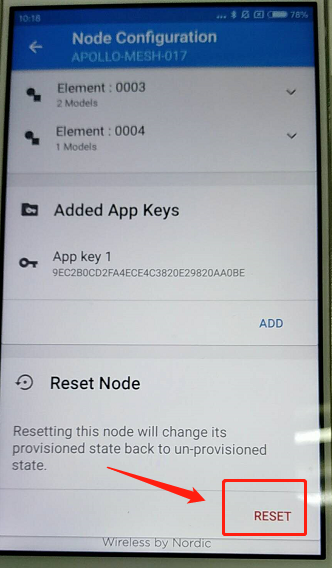 10:18
... 78%
Node Configuration
APOLLO-MESH-017
Element : 0003
2 Models
Element : 0004
1 Models
Added App Keys
App key 1
9EC2B0CD2FA4ECE4C3820E29820AA0BE
ADD
Reset Node
Resetting this node will change its
provisioned state back to un-provisioned
state.
RESET
Wireless by Nordic